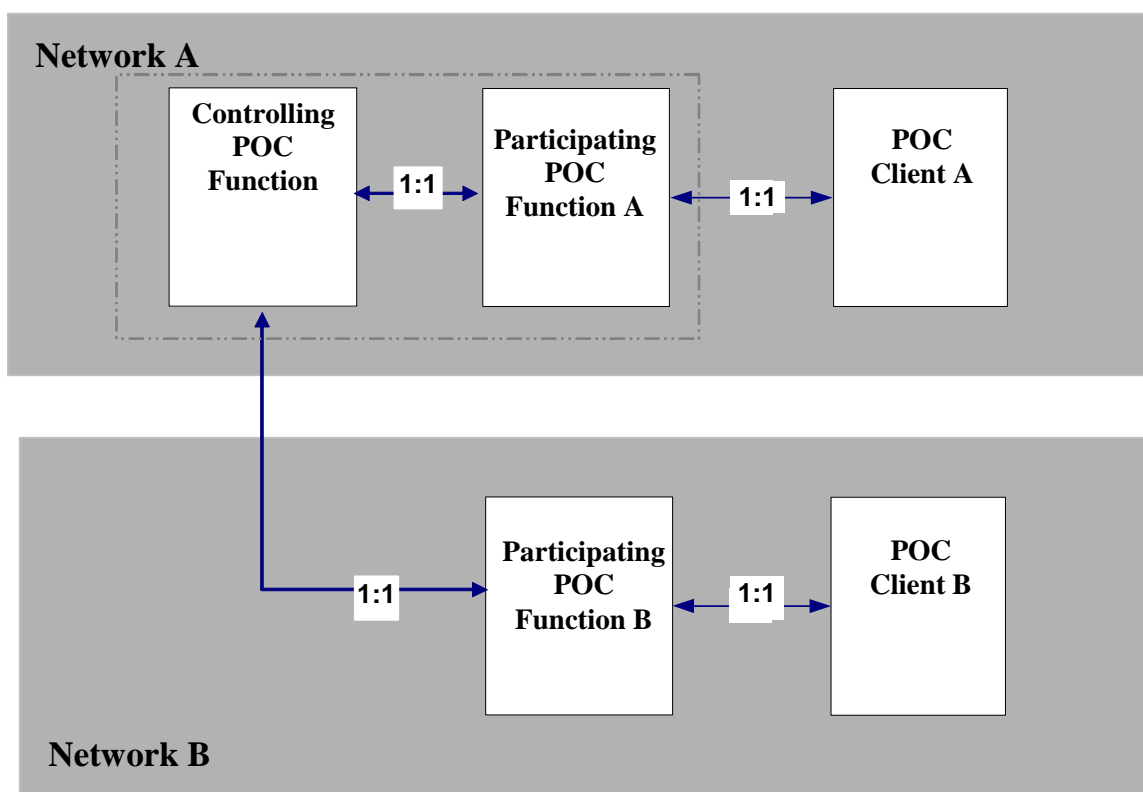 Network A
Controlling
POC
Function
1:1
Participating
POC
Function A
1:1
POC
Client A
1:1
Participating
POC
Function B
1:1
POC
Client B
Network B